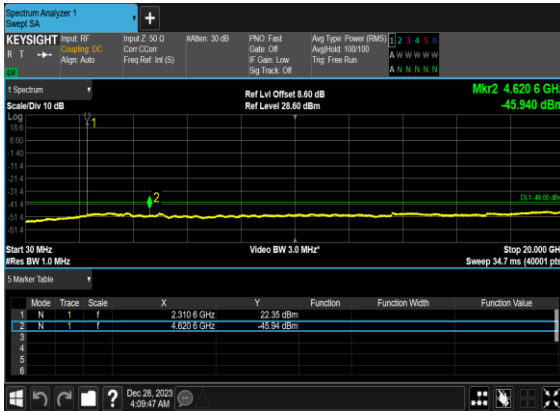 Spectrum Analyzer 1
Swept SA
+
KEYSIGHT Input: RF Input Z: 50 Ω #Atten: 30 dB PNO: Fast Avg Type: Power (RMS) 1 2 3 4 5 6
R T Coupling: DC Corr CCorr Gate: Off Avg|Hold: 100/100 A W W W W W
Align: Auto Freq Ref: Int (S) IF Gain: Low Trig: Free Run
Sig Track: Off A N N N N N
1 Spectrum
Ref Lvl Offset 8.60 dB Mkr2 4.620 6 GHz
Scale/Div 10 dB Ref Level 28.60 dBm -45.940 dBm
Log
18.6
8.60
-1.40
-11.4
-21.4
-31.4
-41.4
-51.4
-61.4
1
2
DL1 -40.00 dBm
Start 30 MHz Video BW 3.0 MHz* Stop 20.000 GHz
#Res BW 1.0 MHz Sweep 34.7 ms (40001 pts)
5 Marker Table
Mode Trace Scale X Y Function Function Width Function Value
1 N 1 f 2.310 6 GHz 22.35 dBm
2 N 1 f 4.620 6 GHz -45.94 dBm
3
4
5
6
? Dec 28, 2023
4:09:47 AM